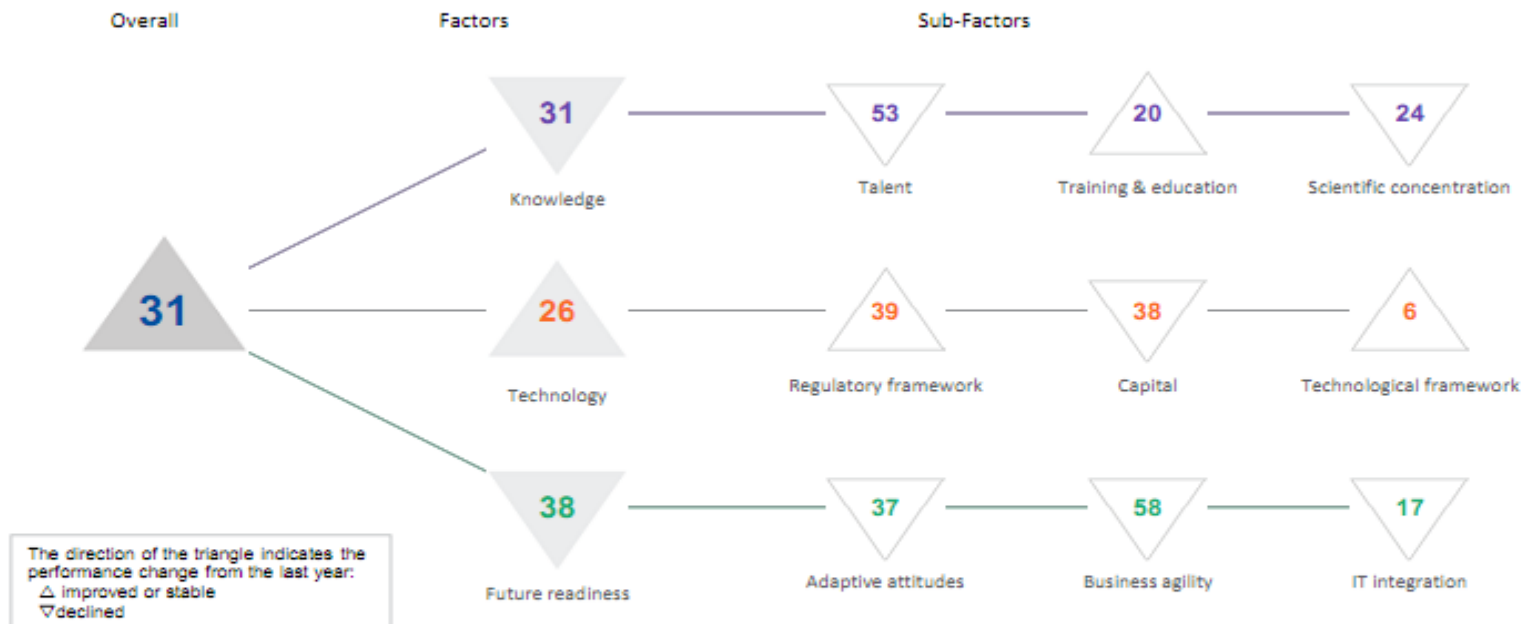 Overall Factors Sub-Factors
31 53 20 24
Knowledge Talent Training & education Scientific concentration
31
26 39 38 6
Technology Regulatory framework Capital Technological framework
38 37 58 17
Future readiness Adaptive attitudes Business agility IT integration
The direction of the triangle indicates the
performance change from the last year:
△ improved or stable
▽declined